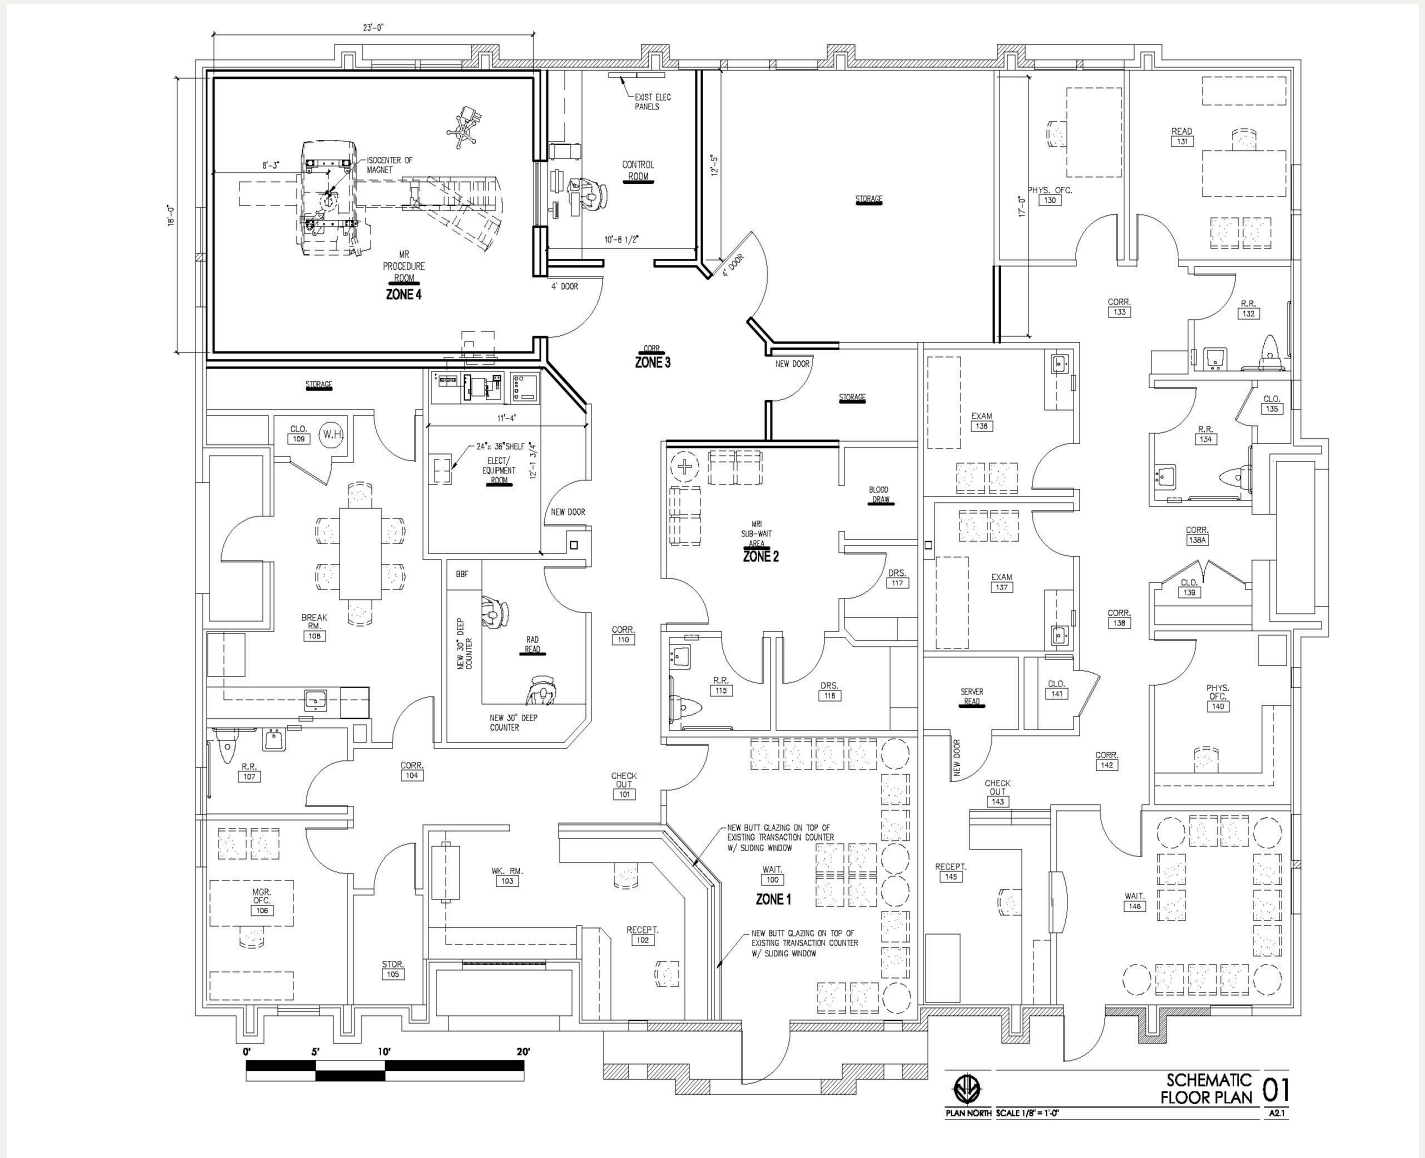 23'-0"
EXIST ELEC
PANELS
8'-3"
ISOCENTER OF
MAGNET
CONTROL
ROOM
12'-5"
STORAGE
17'-0"
PHYS. OFC.
130
READ
131
18'-0"
MR
PROCEDURE
ROOM
ZONE 4
10'-8 1/2"
4' DOOR
4' DOOR
CORR.
133
R.R.
132
CORR.
ZONE 3
NEW DOOR
STORAGE
STORAGE
CLO.
135
R.R.
134
EXAM
136
CLO.
109
W.H.
11'-4"
24"x 36"SHELF
ELECT/
EQUIPMENT
ROOM
12'-1 3/4"
NEW DOOR
BLOOD
DRAW
MRI
SUB-WAIT
AREA
ZONE 2
CORR.
138A
BBF
DRS.
117
EXAM
137
CLO.
139
BREAK
RM.
108
NEW 30" DEEP
COUNTER
RAD
READ
CORR.
110
CORR.
138
R.R.
115
DRS.
116
SERVER
READ
CLO.
141
PHYS.
OFC.
140
NEW 30" DEEP
COUNTER
R.R.
107
CORR.
104
CHECK
OUT
101
NEW DOOR
CORR.
142
CHECK
OUT
143
NEW BUTT GLAZING ON TOP OF
EXISTING TRANSACTION COUNTER
W/ SLIDING WINDOW
WK. RM.
103
WAIT.
100
ZONE 1
RECEPT.
145
MGR.
OFC.
106
WAIT.
146
RECEPT.
102
NEW BUTT GLAZING ON TOP OF
EXISTING TRANSACTION COUNTER
W/ SLIDING WINDOW
STOR.
105
0' 5' 10' 20'
SCHEMATIC
FLOOR PLAN 01
PLAN NORTH SCALE 1/8" = 1'-0" A2.1